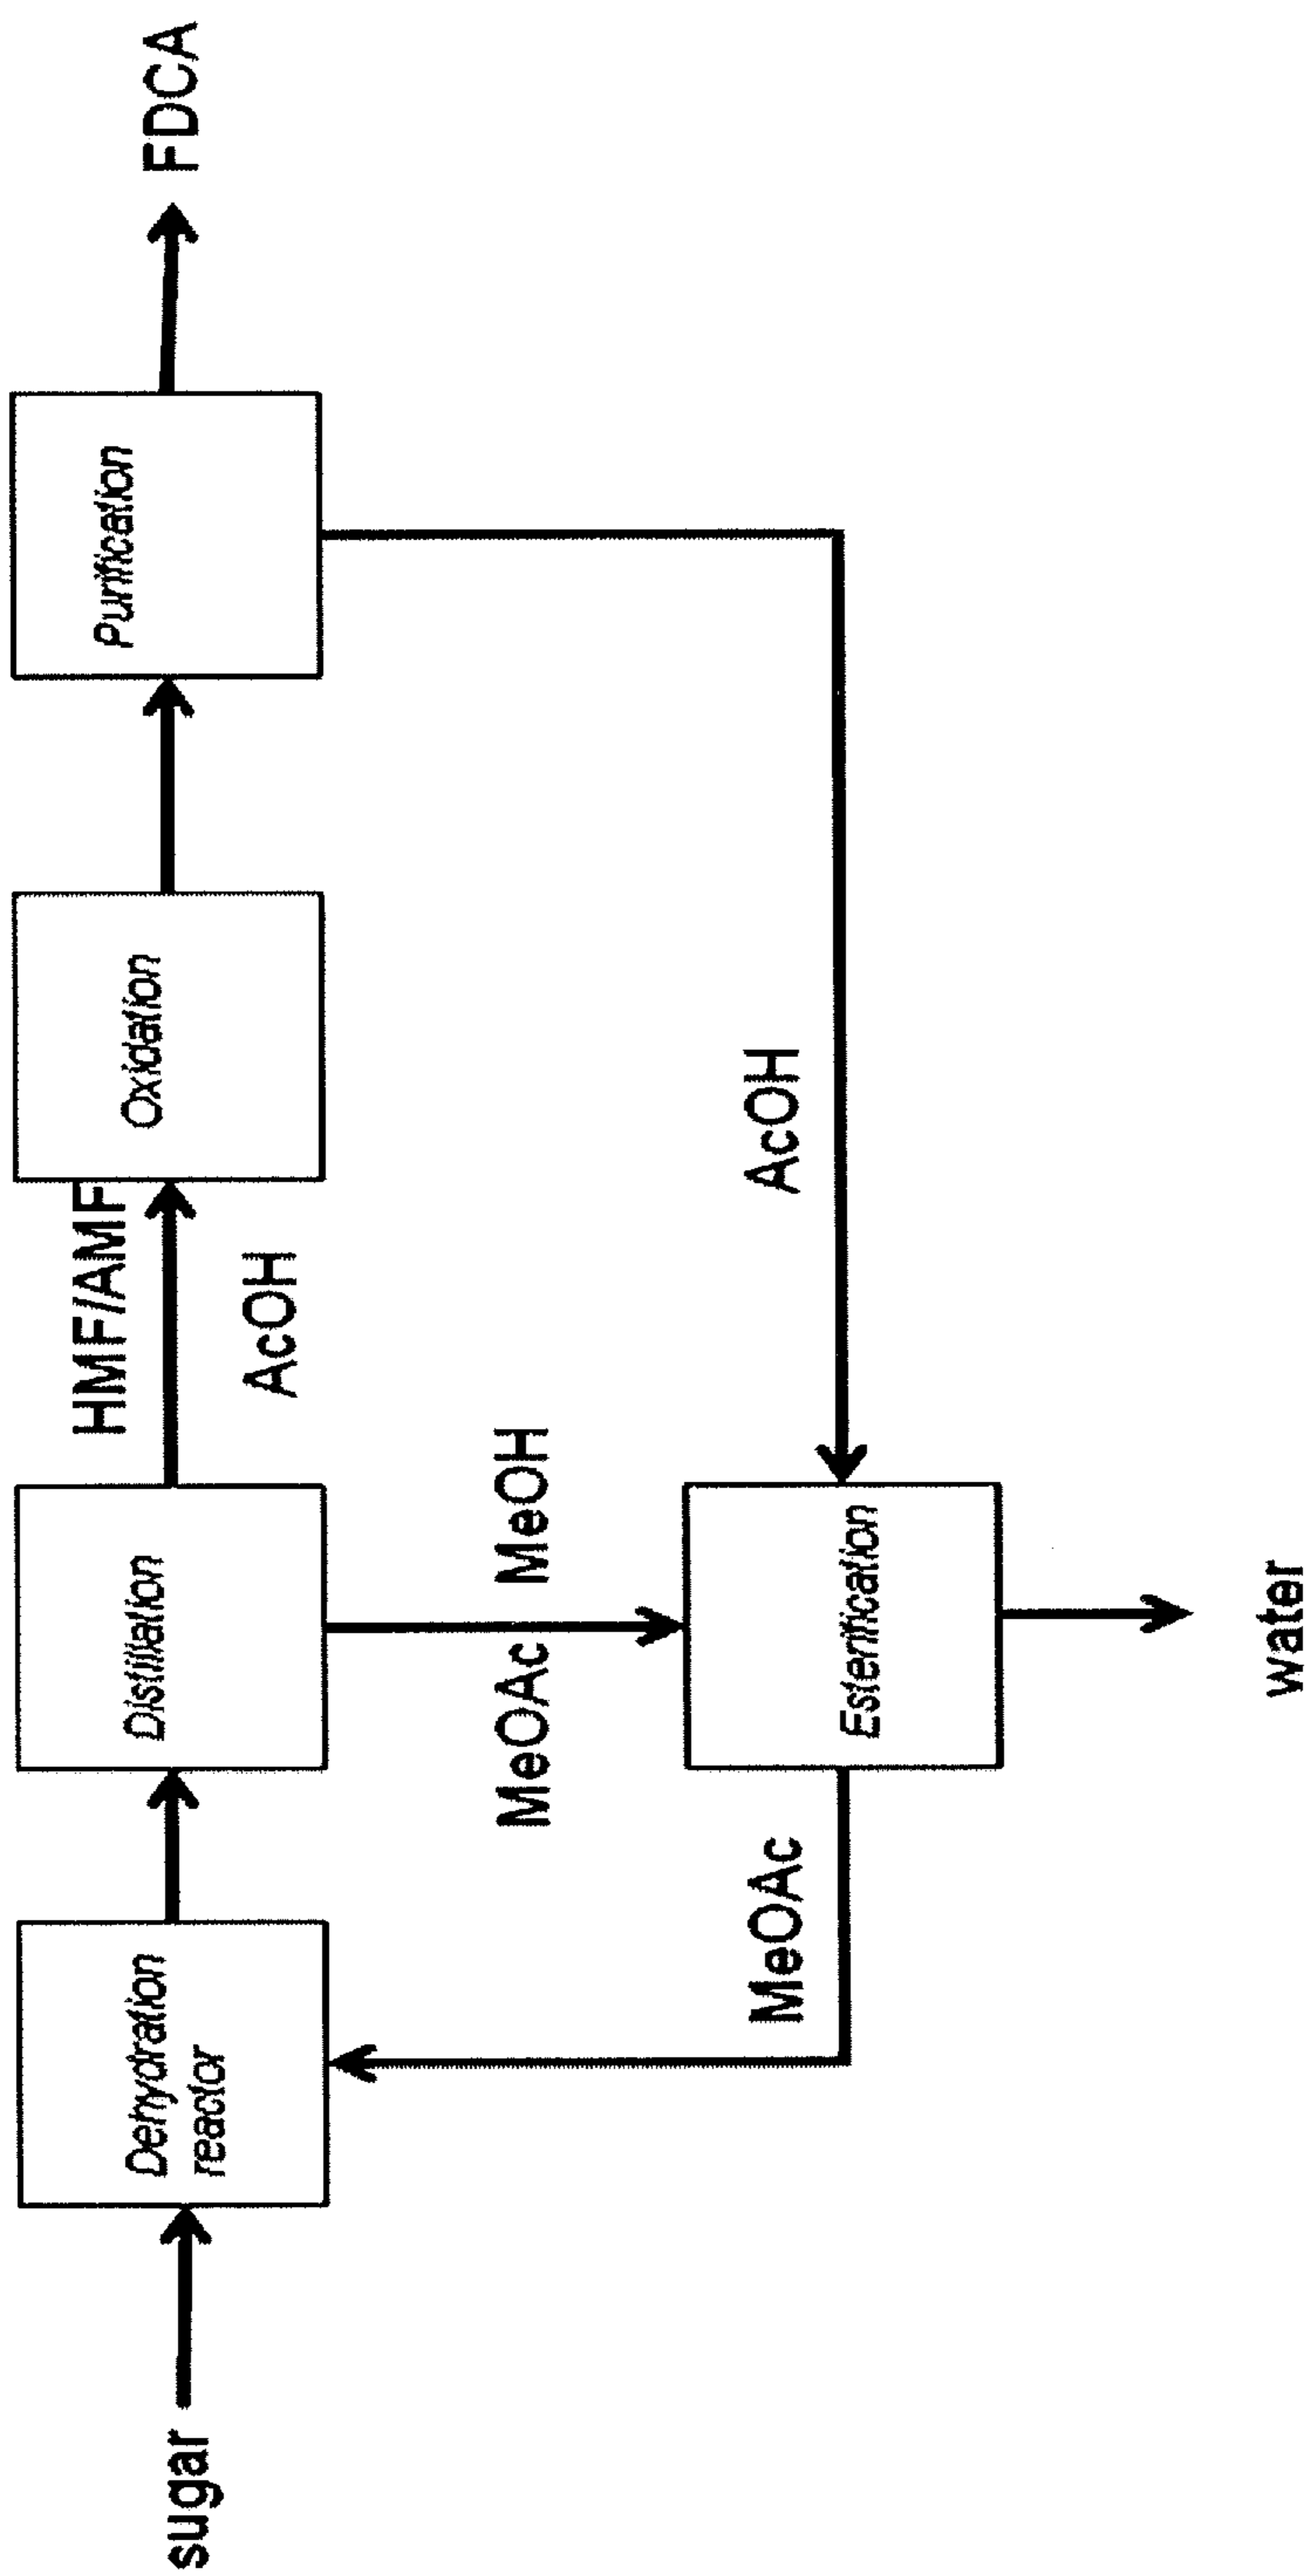 sugar
Dehydration
reactor
Distillation
HMF/AMF
AcOH
Oxidation
Purification
FDCA
MeOAc MeOH
MeOAc
Esterification
AcOH
water